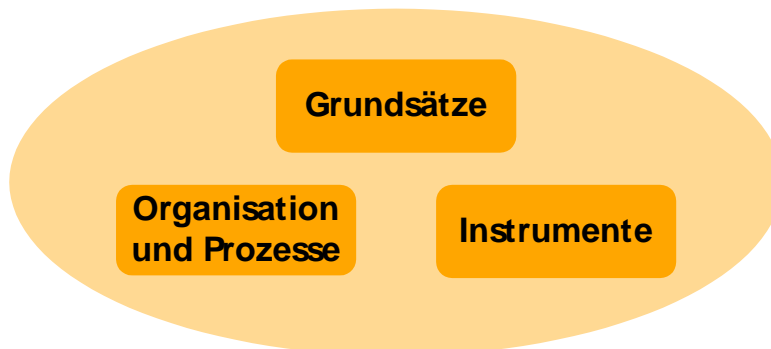 Grundsätze
Organisation
und Prozesse
Instrumente